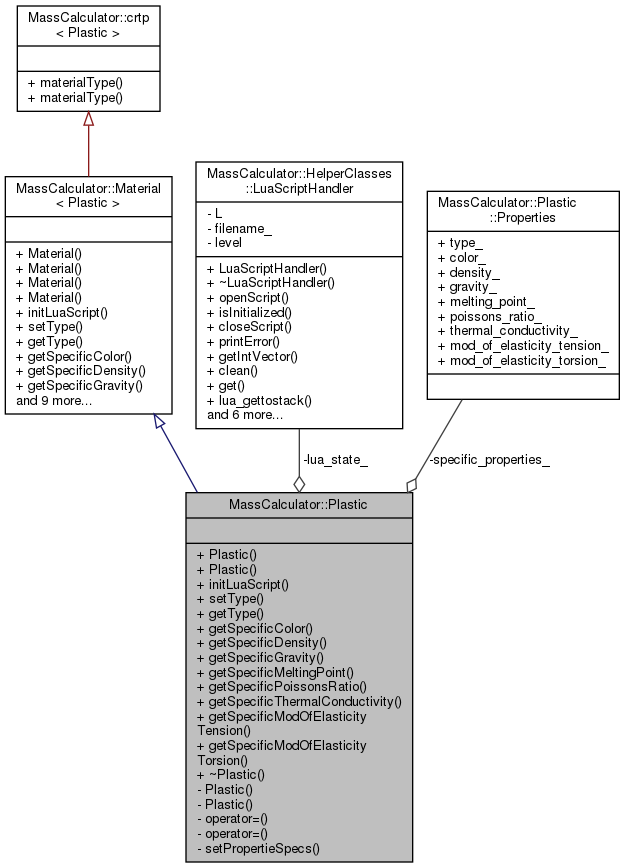 MassCalculator::crtp
< Plastic >
+ materialType()
+ materialType()
MassCalculator::Material
< Plastic >
+ Material()
+ Material()
+ Material()
+ Material()
+ initLuaScript()
+ setType()
+ getType()
+ getSpecificColor()
+ getSpecificDensity()
+ getSpecificGravity()
and 9 more...
MassCalculator::HelperClasses
::LuaScriptHandler
- L
- filename_
- level
+ LuaScriptHandler()
+ ~LuaScriptHandler()
+ openScript()
+ isInitialized()
+ closeScript()
+ printError()
+ getIntVector()
+ clean()
+ get()
+ lua_gettostack()
and 6 more...
MassCalculator::Plastic
::Properties
+ type_
+ color_
+ density_
+ gravity_
+ melting_point_
+ poissons_ratio_
+ thermal_conductivity_
+ mod_of_elasticity_tension_
+ mod_of_elasticity_torsion_
-lua_state_
-specific_properties_
MassCalculator::Plastic
+ Plastic()
+ Plastic()
+ initLuaScript()
+ setType()
+ getType()
+ getSpecificColor()
+ getSpecificDensity()
+ getSpecificGravity()
+ getSpecificMeltingPoint()
+ getSpecificPoissonsRatio()
+ getSpecificThermalConductivity()
+ getSpecificModOfElasticity
Tension()
+ getSpecificModOfElasticity
Torsion()
+ ~Plastic()
- Plastic()
- Plastic()
- operator=()
- operator=()
- setPropertieSpecs()